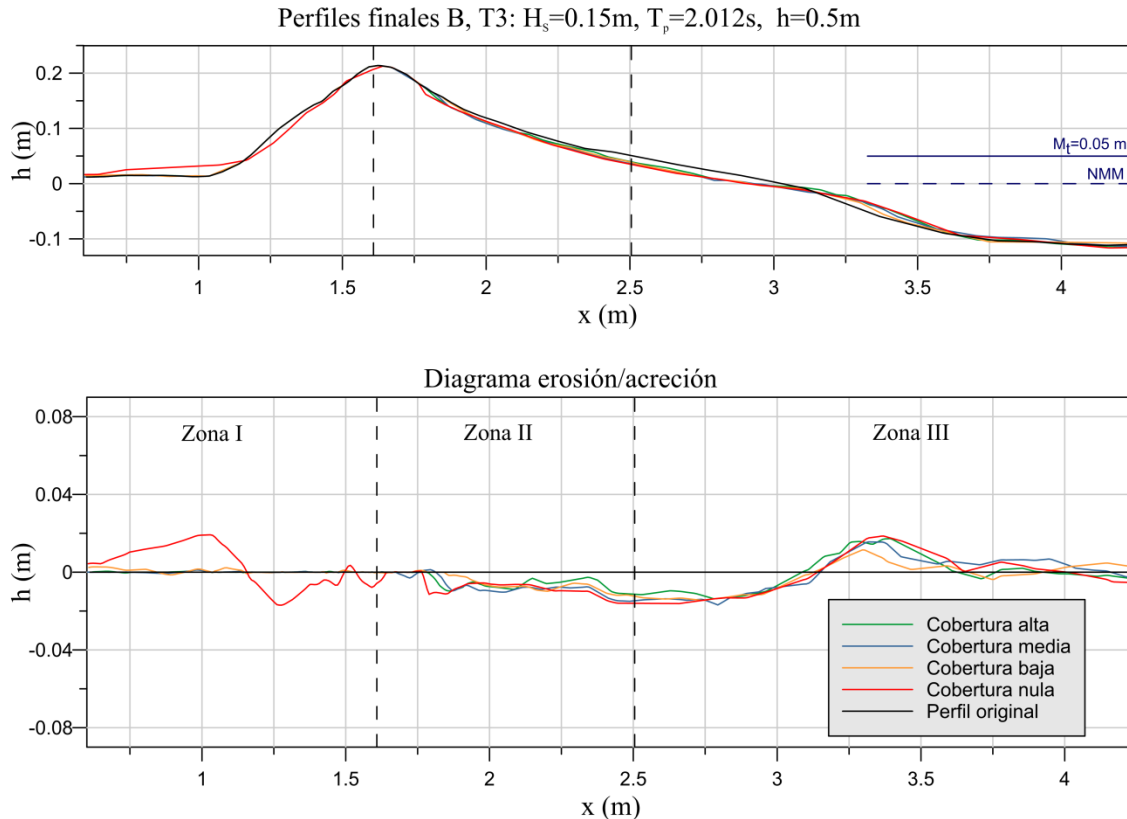 Perfiles finales B, T3: Hs=0.15m, Tp=2.012s, h=0.5m
0.2
0.1
0
-0.1
h (m)
Mt=0.05 m
NMM
1
1.5
2
2.5
3
3.5
4
x (m)
Diagrama erosión/acreción
0.08
0.04
0
-0.04
-0.08
h (m)
Zona I
Zona II
Zona III
Cobertura alta
Cobertura media
Cobertura baja
Cobertura nula
Perfil original
1
1.5
2
2.5
3
3.5
4
x (m)